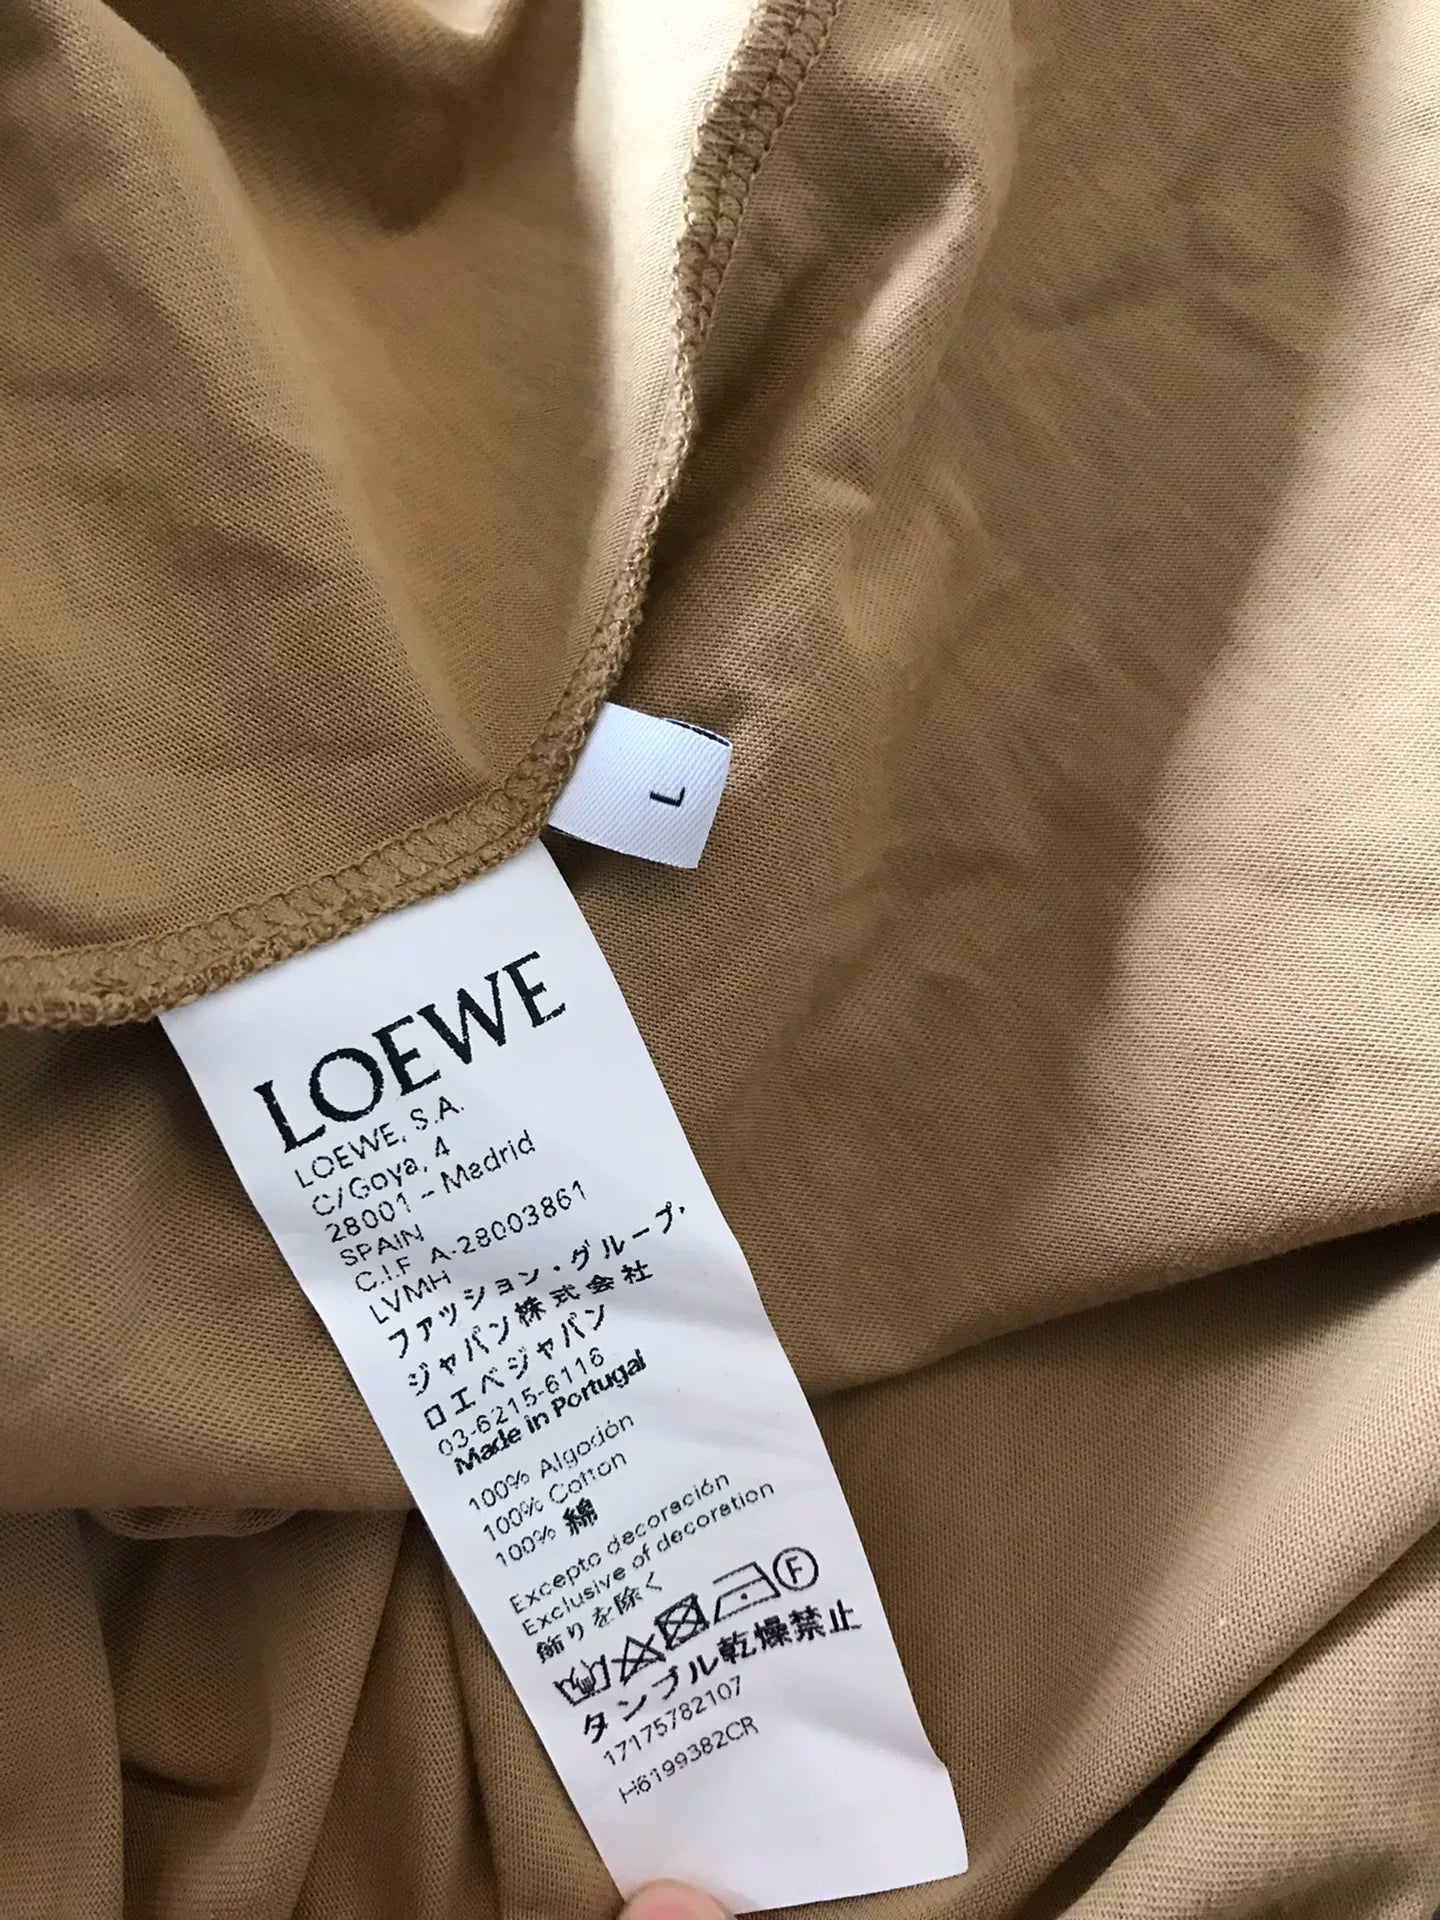 L
LOEWE
LOEWE, S.A.
C/Goya, 4
28001 - Madrid
SPAIN
C.I.F A-28003861
LVMH
ファッション・グループ・
ジャパン株式会社
ロエベジャパン
03-6215-6116
Made in Portugal
100% Algodón
100% Cotton
100% 綿
Excepto decoración
Exclusive of decoration
飾りを除く
F
タンブル乾燥禁止
17175782107
H6199382CR